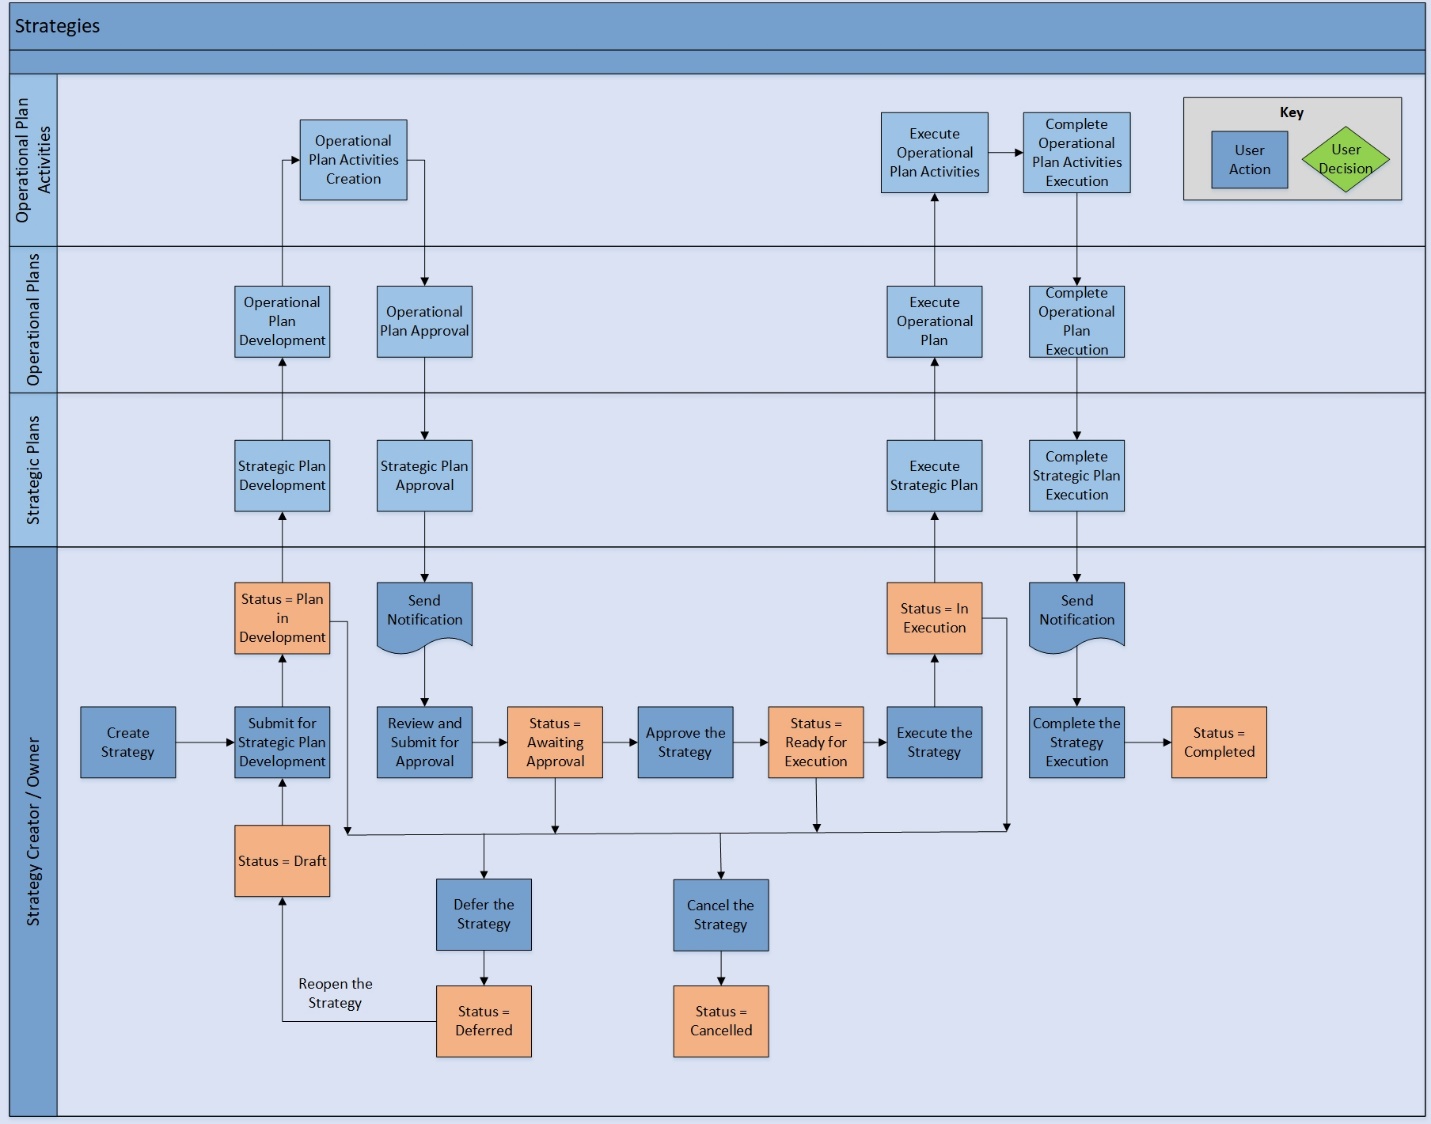 Strategies
Operational Plan
Activities
Operational
Plan Activities
Creation
Execute
Operational
Plan Activities
Complete
Operational
Plan Activities
Execution
Key
User
Action
User
Decision
Operational Plans
Operational
Plan
Development
Operational
Plan Approval
Execute
Operational
Plan
Complete
Operational
Plan
Execution
Strategic Plans
Strategic Plan
Development
Strategic Plan
Approval
Execute
Strategic Plan
Complete
Strategic Plan
Execution
Strategy Creator / Owner
Status = Plan
in
Development
Send
Notification
Status = In
Execution
Send
Notification
Create
Strategy
Submit for
Strategic Plan
Development
Review and
Submit for
Approval
Status =
Awaiting
Approval
Approve the
Strategy
Status =
Ready for
Execution
Execute the
Strategy
Complete the
Strategy
Execution
Status =
Completed
Status = Draft
Defer the
Strategy
Cancel the
Strategy
Reopen the
Strategy
Status =
Deferred
Status =
Cancelled